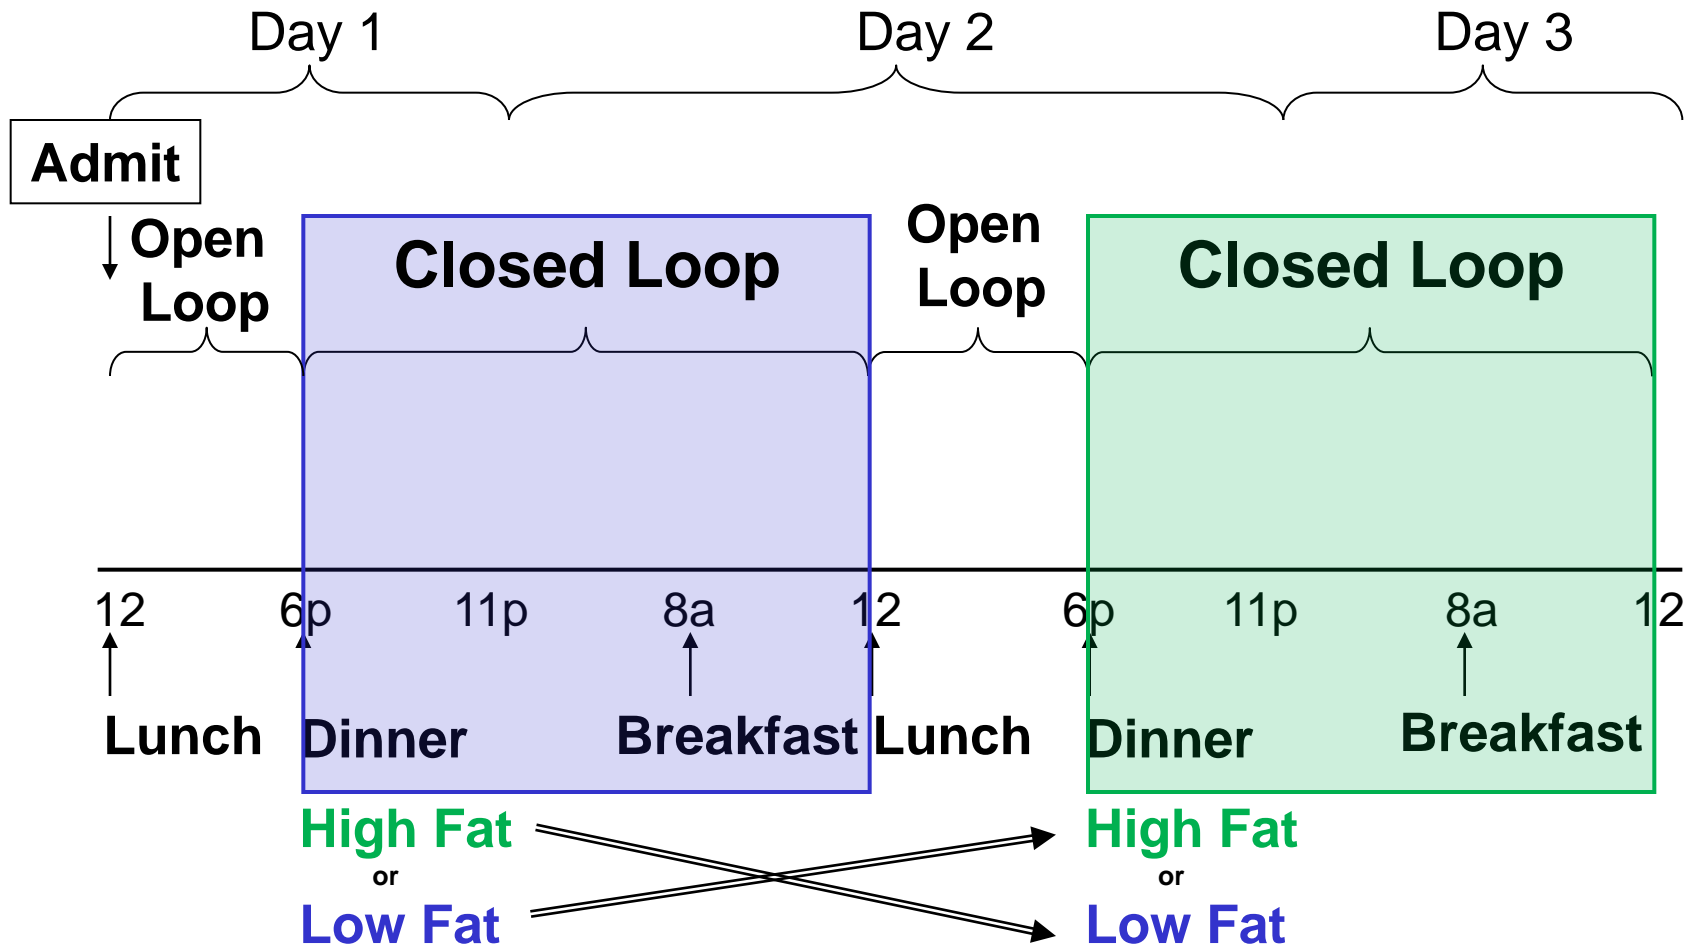 Day 1 Day 2 Day 3
Admit
Open
Loop
Closed Loop
Open
Loop
Closed Loop
12 6p 11p 8a 12 6p 11p 8a 12
Lunch Dinner Breakfast Lunch Dinner Breakfast
High Fat High Fat
or or
Low Fat Low Fat